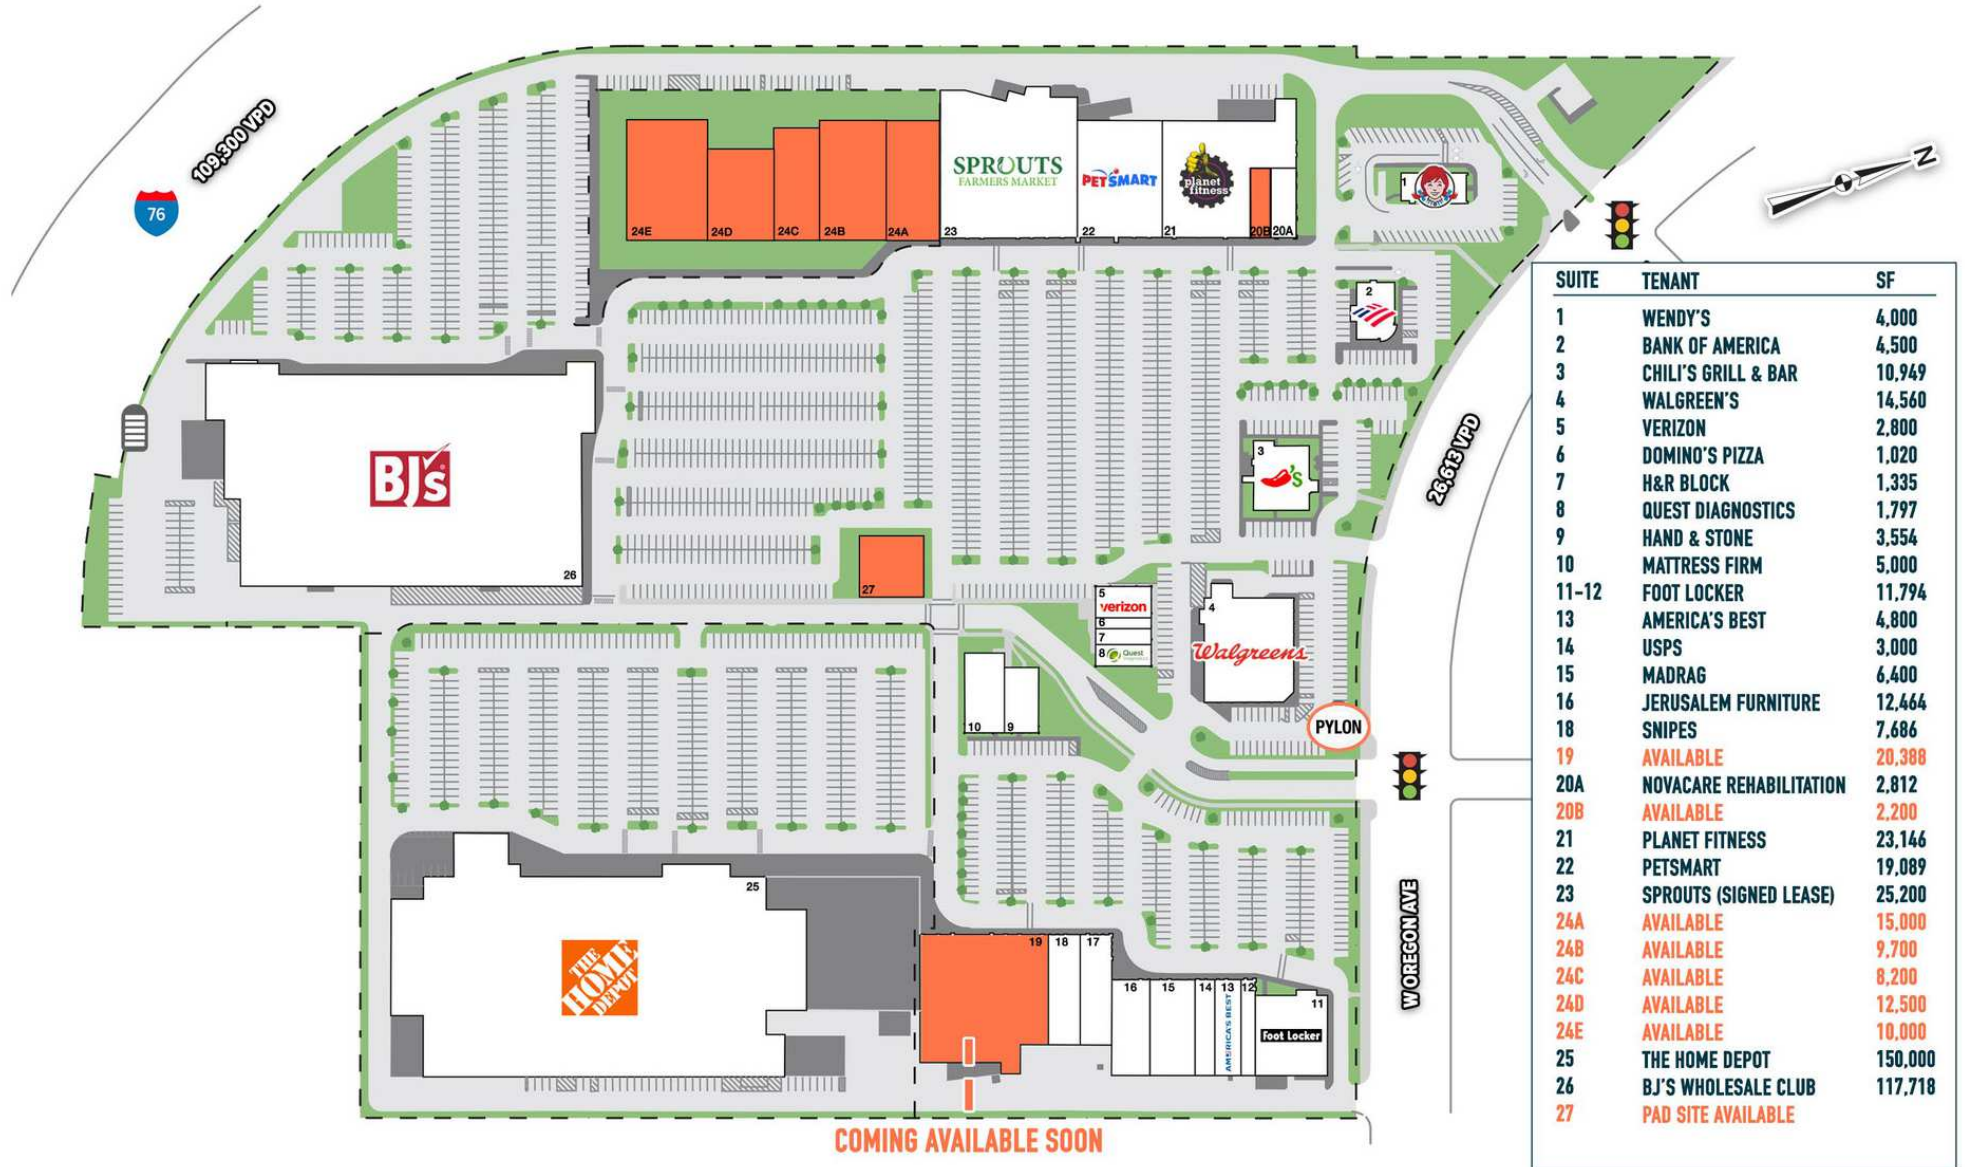 109,300 VPD
76
24E
24D
24C
24B
24A
SPROUTS
FARMERS MARKET
23
PETSMART
22
planet
fitness
21
20B
20A
1
N
2
3
's
26,613 VPD
BJ's
26
27
5
verizon
6
7
8 Quest
4
Walgreens
10
9
PYLON
25
THE
HOME
DEPOT
19
18
17
16
15
14
13
12
AMERICA'S BEST
11
Foot Locker
W OREGON AVE
COMING AVAILABLE SOON
SUITE TENANT SF
1 WENDY'S 4,000
2 BANK OF AMERICA 4,500
3 CHILI'S GRILL & BAR 10,949
4 WALGREEN'S 14,560
5 VERIZON 2,800
6 DOMINO'S PIZZA 1,020
7 H&R BLOCK 1,335
8 QUEST DIAGNOSTICS 1,797
9 HAND & STONE 3,554
10 MATTRESS FIRM 5,000
11-12 FOOT LOCKER 11,794
13 AMERICA'S BEST 4,800
14 USPS 3,000
15 MADRAG 6,400
16 JERUSALEM FURNITURE 12,464
18 SNIPES 7,686
19 AVAILABLE 20,388
20A NOVACARE REHABILITATION 2,812
20B AVAILABLE 2,200
21 PLANET FITNESS 23,146
22 PETSMART 19,089
23 SPROUTS (SIGNED LEASE) 25,200
24A AVAILABLE 15,000
24B AVAILABLE 9,700
24C AVAILABLE 8,200
24D AVAILABLE 12,500
24E AVAILABLE 10,000
25 THE HOME DEPOT 150,000
26 BJ'S WHOLESALE CLUB 117,718
27 PAD SITE AVAILABLE